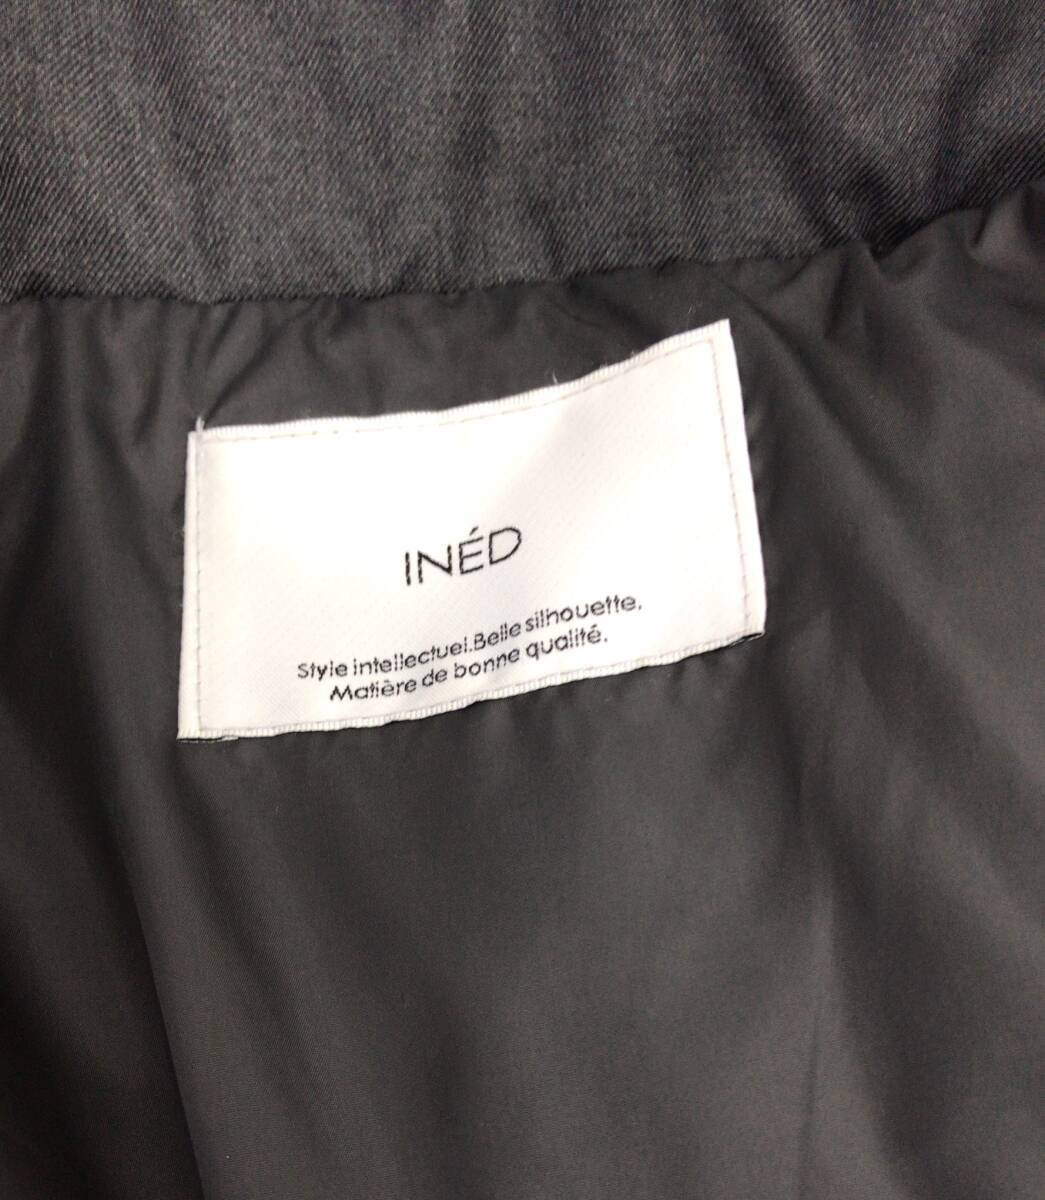 INÉD
Style intellectuel.Belle silhouette.
Matière de bonne qualité.